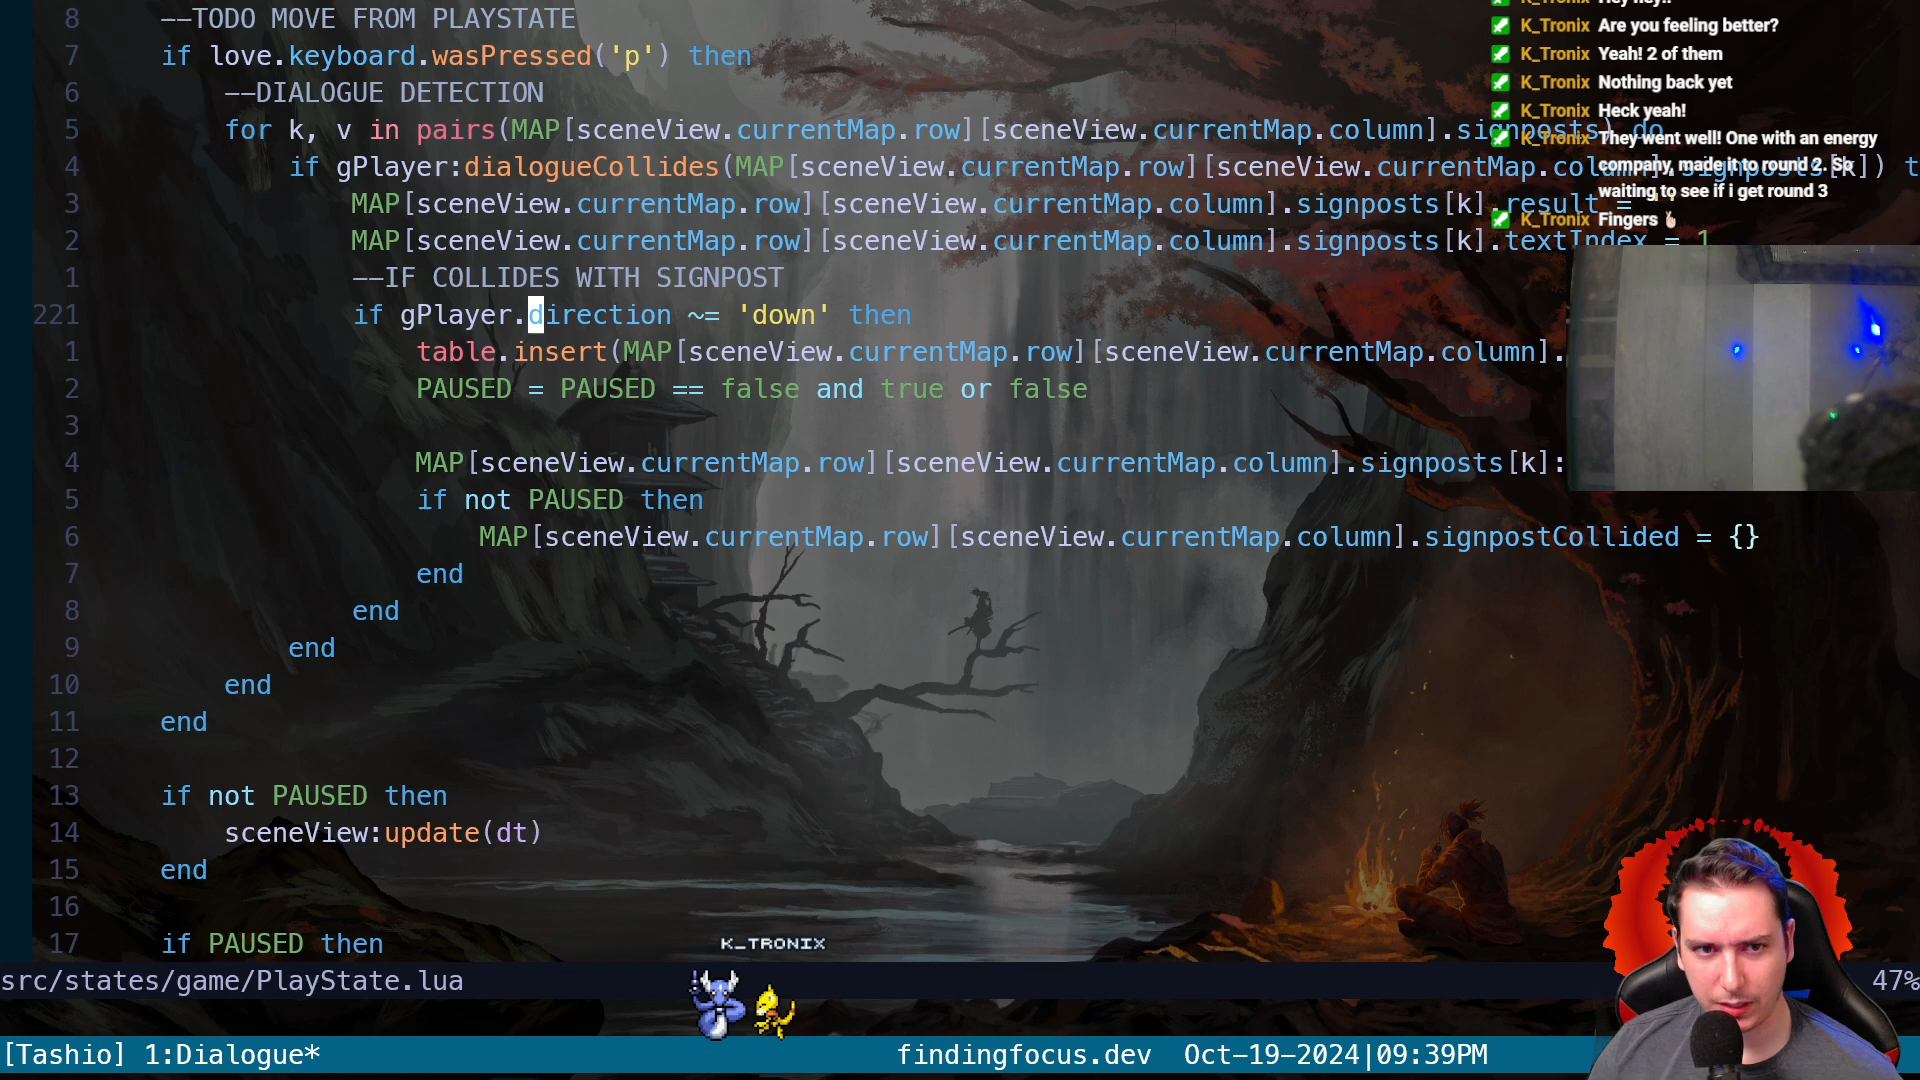 8 --TODO MOVE FROM PLAYSTATE
7 if love.keyboard.wasPressed('p') then
6 --DIALOGUE DETECTION
5 for k, v in pairs(MAP[sceneView.currentMap.row][sceneView.currentMap.column].signposts) do
4 if gPlayer:dialogueCollides(MAP[sceneView.currentMap.row][sceneView.currentMap.column].signposts[k]) t
3 MAP[sceneView.currentMap.row][sceneView.currentMap.column].signposts[k].result = ''
2 MAP[sceneView.currentMap.row][sceneView.currentMap.column].signposts[k].textIndex = 1
1 --IF COLLIDES WITH SIGNPOST
221 if gPlayer.direction ~= 'down' then
1 table.insert(MAP[sceneView.currentMap.row][sceneView.currentMap.column].
2 PAUSED = PAUSED == false and true or false
3
4 MAP[sceneView.currentMap.row][sceneView.currentMap.column].signposts[k]:
5 if not PAUSED then
6 MAP[sceneView.currentMap.row][sceneView.currentMap.column].signpostCollided = {}
7 end
8 end
9 end
10 end
11 end
12
13 if not PAUSED then
14 sceneView:update(dt)
15 end
16
17 if PAUSED then
K_Tronix Hey hey!!
K_Tronix Are you feeling better?
K_Tronix Yeah! 2 of them
K_Tronix Nothing back yet
K_Tronix Heck yeah!
K_Tronix They went well! One with an energy
company, made it to round 2. So
waiting to see if i get round 3
K_Tronix Fingers 🤞🏻
K_TRONIX
src/states/game/PlayState.lua 47%
[Tashio] 1:Dialogue* findingfocus.dev Oct-19-2024|09:39PM